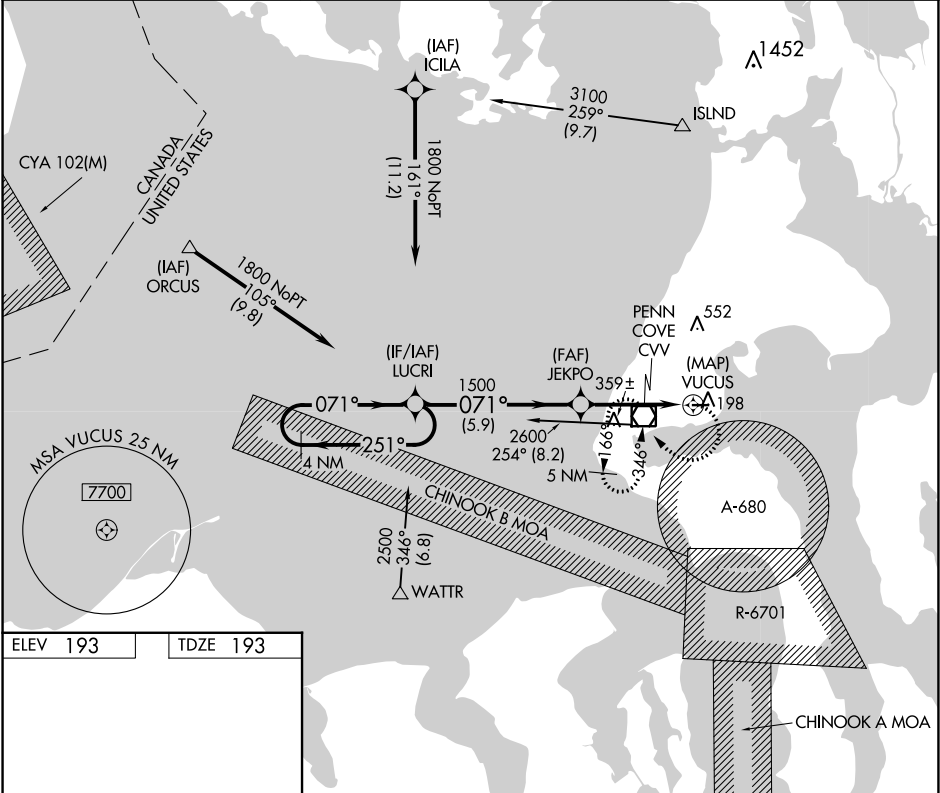 (IAF)
ICILA
1452
3100
259°
(9.7)
ISLND
CYA 102(M)
CANADA
UNITED STATES
1800 NoPT
161°
(11.2)
(IAF)
ORCUS
1800 NoPT
105°
(9.8)
PENN
COVE
CVV
552
(IF/IAF)
LUCRI
(FAF)
JEKPO
(MAP)
VUCUS
1500
359±
071°
071°
(5.9)
198
251°
4 NM
2600
254° (8.2)
166°
346°
5 NM
MSA VUCUS 25 NM
7700
CHINOOK B MOA
A-680
2500
346°
(6.8)
WATTR
R-6701
ELEV 193
TDZE 193
CHINOOK A MOA